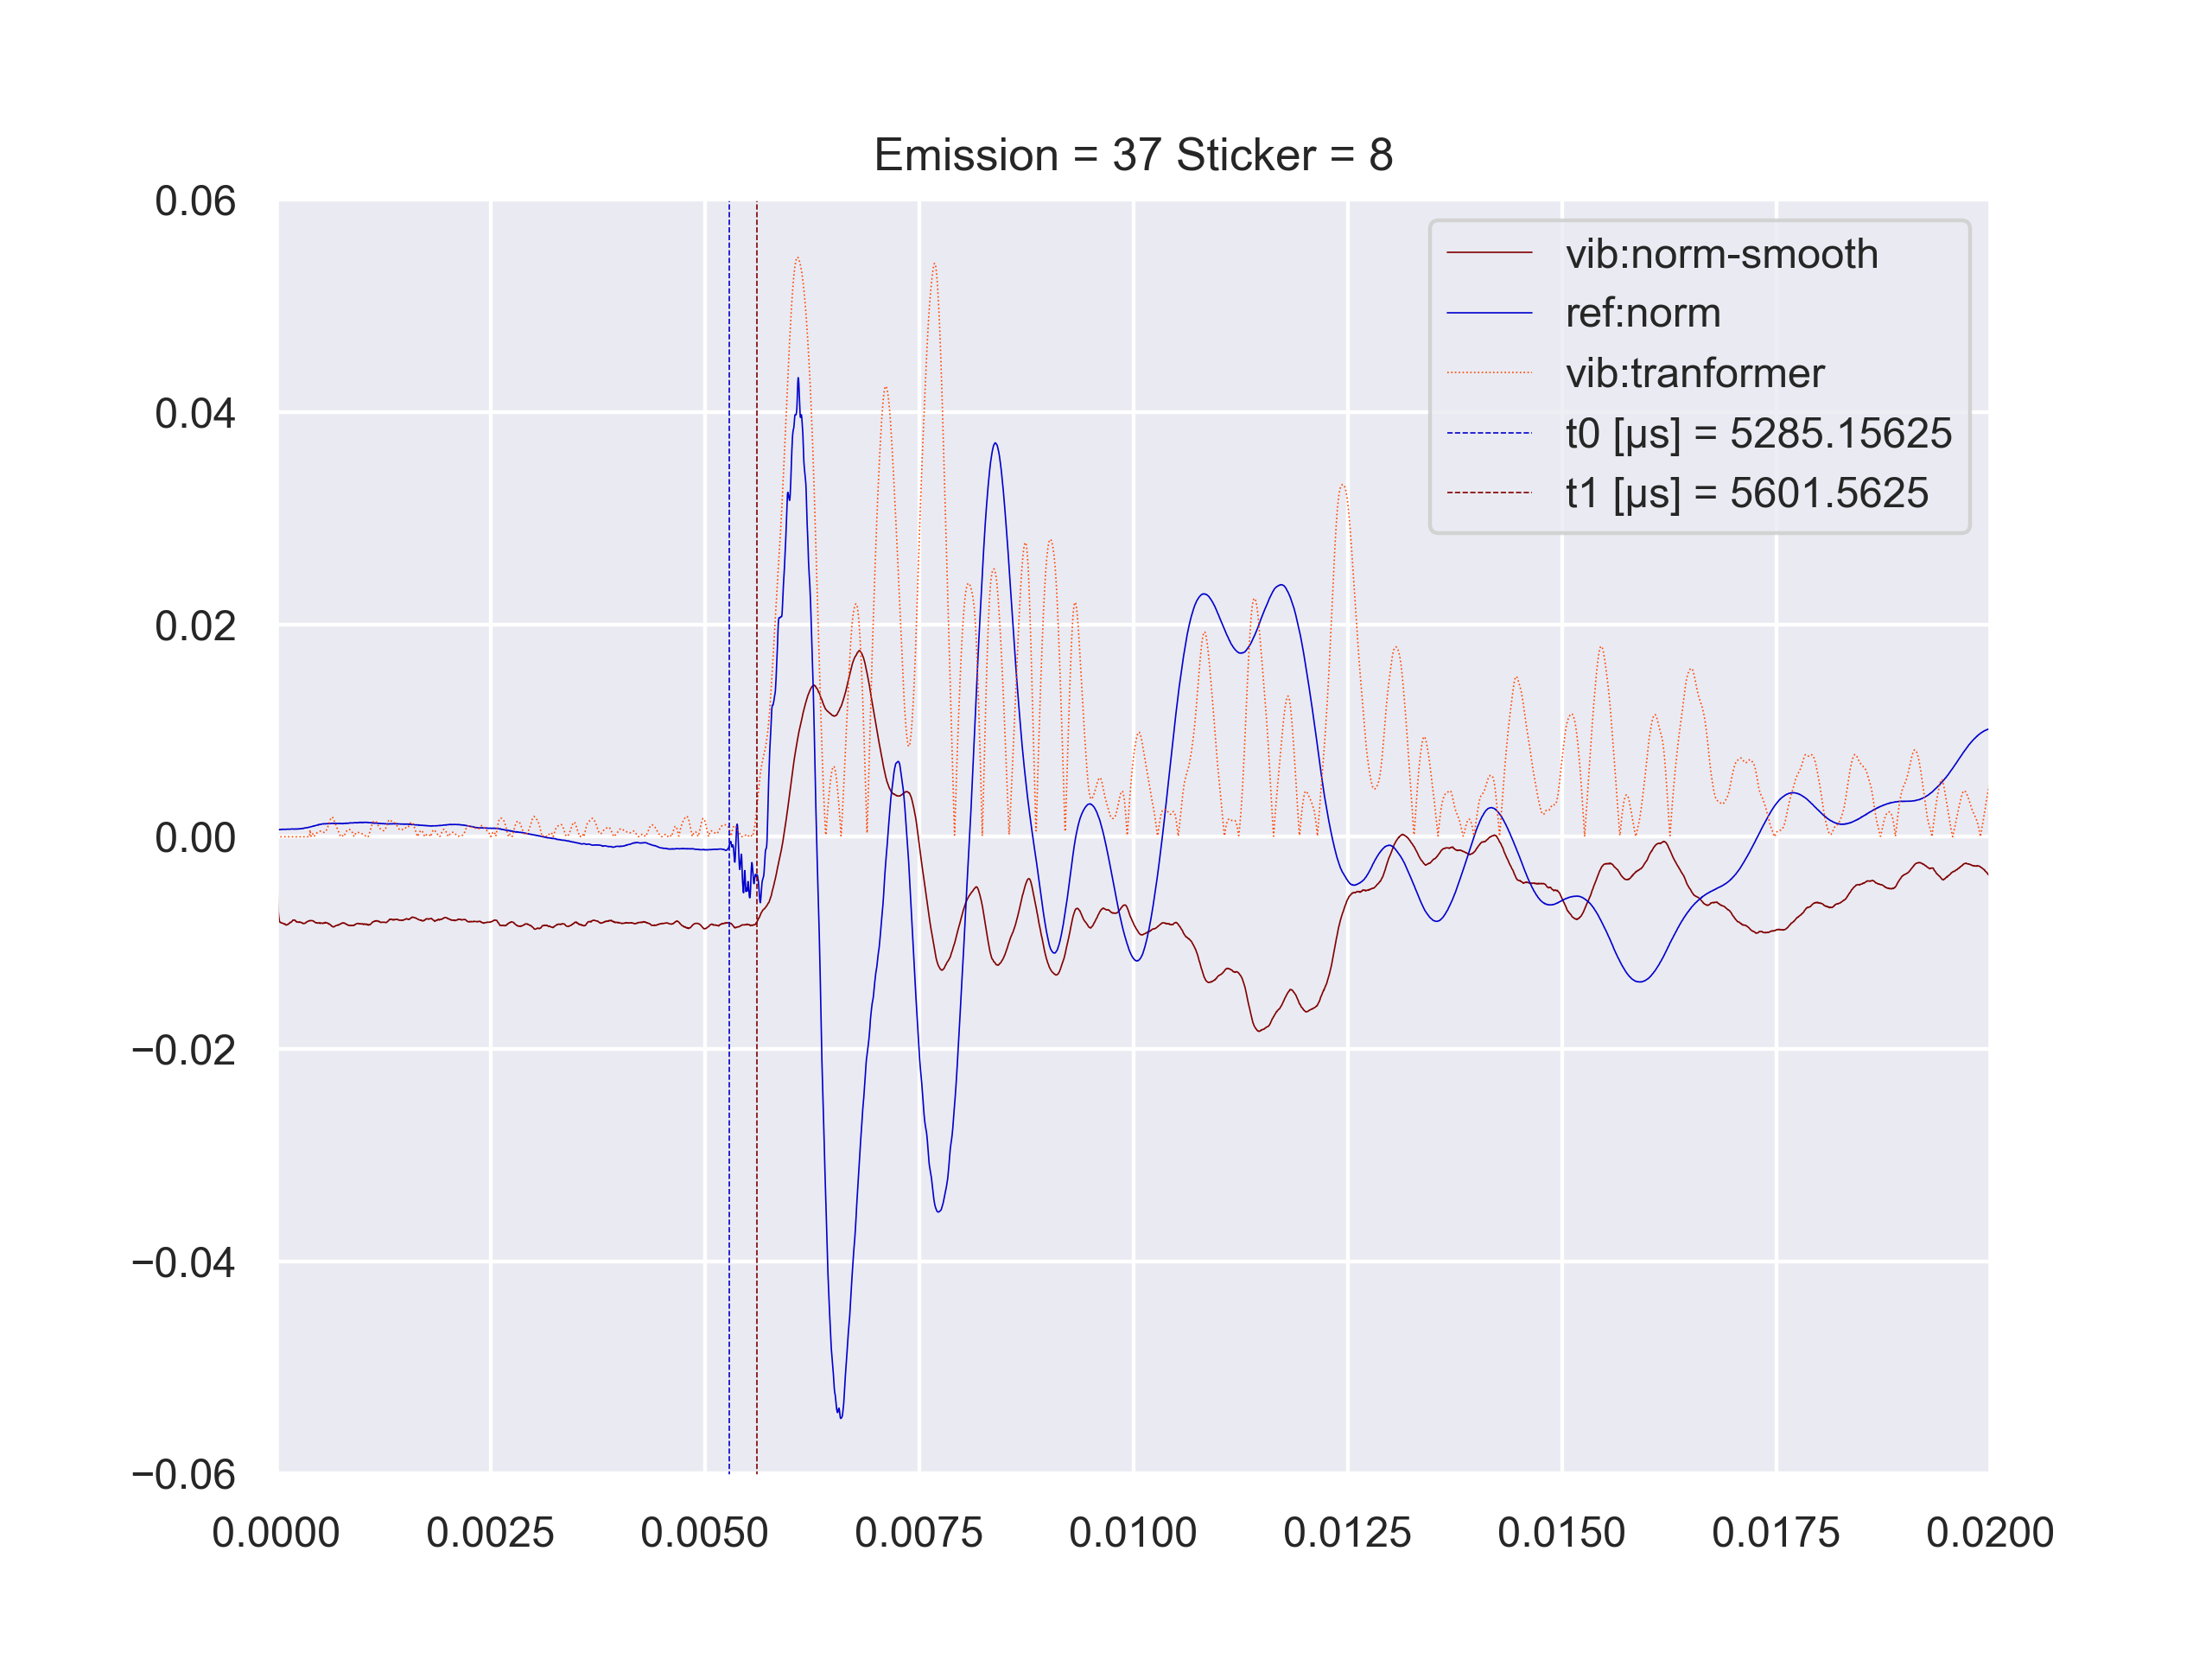 Emission = 37 Sticker = 8
0.06
0.04
0.02
0.00
−0.02
−0.04
−0.06
vib:norm-smooth
ref:norm
vib:tranformer
t0 [µs] = 5285.15625
t1 [µs] = 5601.5625
0.0000 0.0025 0.0050 0.0075 0.0100 0.0125 0.0150 0.0175 0.0200